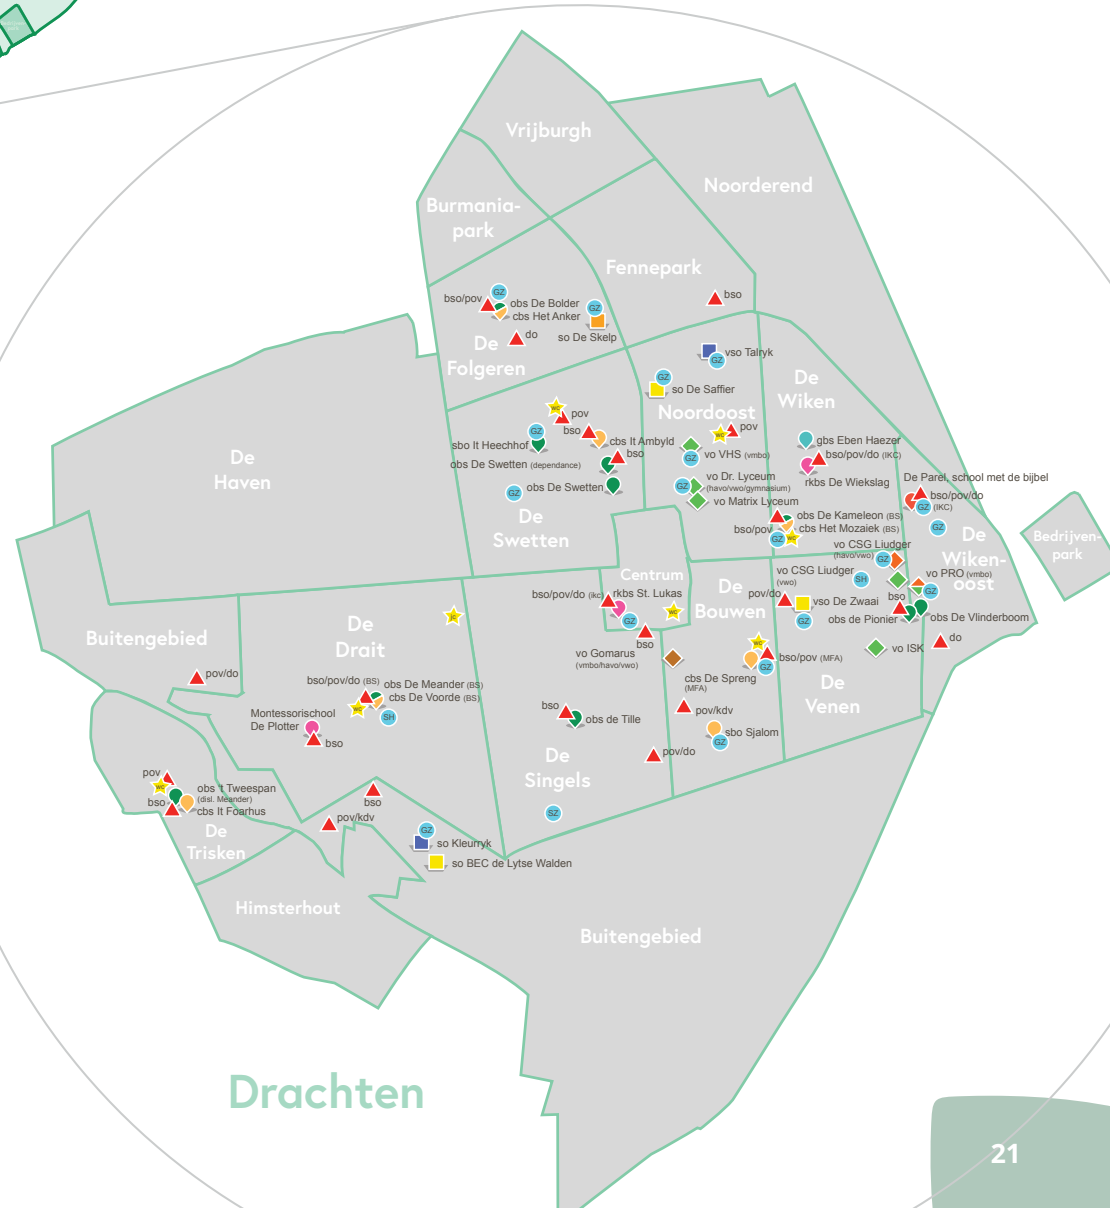 Vrijburgh
Noorderend
Burmania-
park
Fennepark
GZ
bso/pov
obs De Bolder
cbs Het Anker
GZ
so De Skelp
do
De
Folgeren
bso
vso Talryk
GZ
GZ
so De Saffier
De
Wiken
Noordoost
wc
pov
bso
cbs It Ambyld
GZ
sbo It Heechhof
bso
obs De Swetten (dependance)
obs De Swetten
GZ
De
Swetten
wc
pov
vo VHS (vmbo)
GZ
vo Dr. Lyceum
(havo/vwo/gymnasium)
GZ
vo Matrix Lyceum
gbs Eben Haezer
bso/pov/do (IKC)
rkbs De Wiekslag
De Parel, school met de bijbel
bso/pov/do
(IKC)
GZ
GZ
obs De Kameleon (BS)
cbs Het Mozaiek (BS)
bso/pov
GZ
wc
vo CSG Liudger
(havo/vwo)
GZ
De
Wiken-
oost
Bedrijven-
park
De
Haven
Centrum
bso/pov/do (ikc)
rkbs St. Lukas
GZ
wc
bso
De
Bouwen
vo CSG Liudger
(vwo)
SH
vo PRO (vmbo)
GZ
pov/do
vso De Zwaai
GZ
bso
obs de Pionier
obs De Vlinderboom
do
vo ISK
wc
bso/pov (MFA)
GZ
cbs De Spreng
(MFA)
vo Gomarus
(vmbo/havo/vwo)
De
Venen
pov/kdv
sbo Sjalom
GZ
pov/do
bso
obs de Tille
De
Singels
SZ
Buitengebied
pov/do
jc
De
Drait
bso/pov/do (BS)
obs De Meander (BS)
cbs De Voorde (BS)
wc
SH
Montessorischool
De Plotter
bso
pov
wc
obs 't Tweespan
(disl. Meander)
bso
cbs It Foarhus
De
Trisken
bso
pov/kdv
GZ
so Kleurryk
so BEC de Lytse Walden
Himsterhout
Buitengebied
Drachten
21